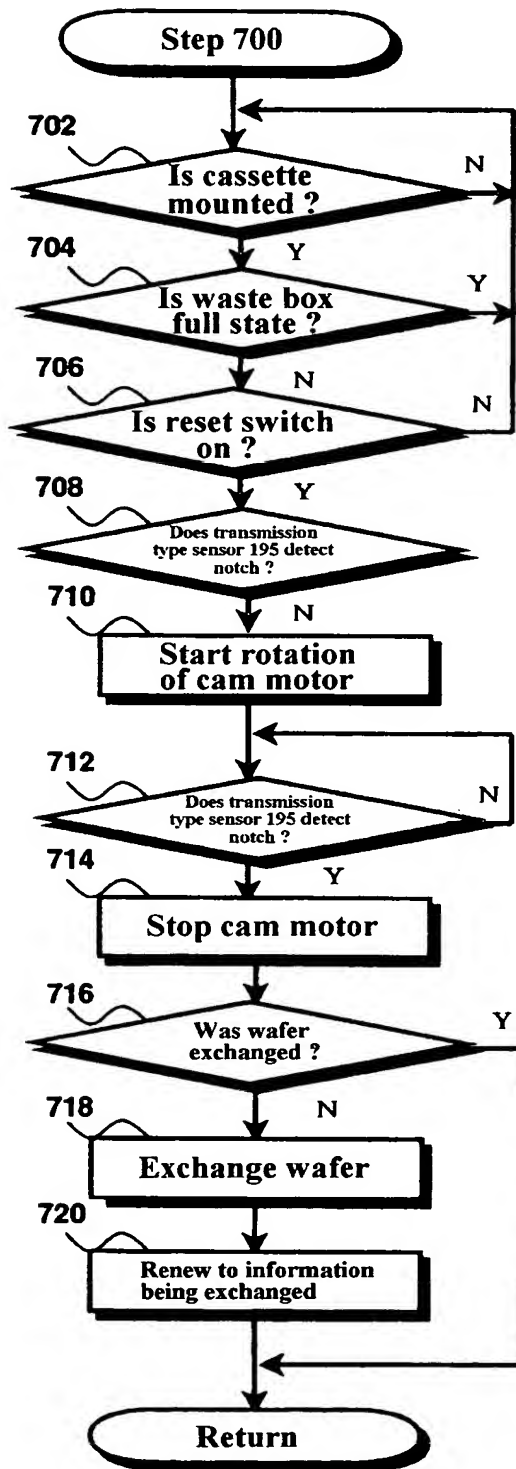 Step 700
702
N
Is cassette
mounted ?
Y
704
Y
Is waste box
full state ?
N
706
N
Is reset switch
on ?
Y
708
Does transmission
type sensor 195 detect
notch ?
N
710
Start rotation
of cam motor
712
N
Does transmission
type sensor 195 detect
notch ?
Y
714
Stop cam motor
716
Y
Was wafer
exchanged ?
N
718
Exchange wafer
720
Renew to information
being exchanged
Return